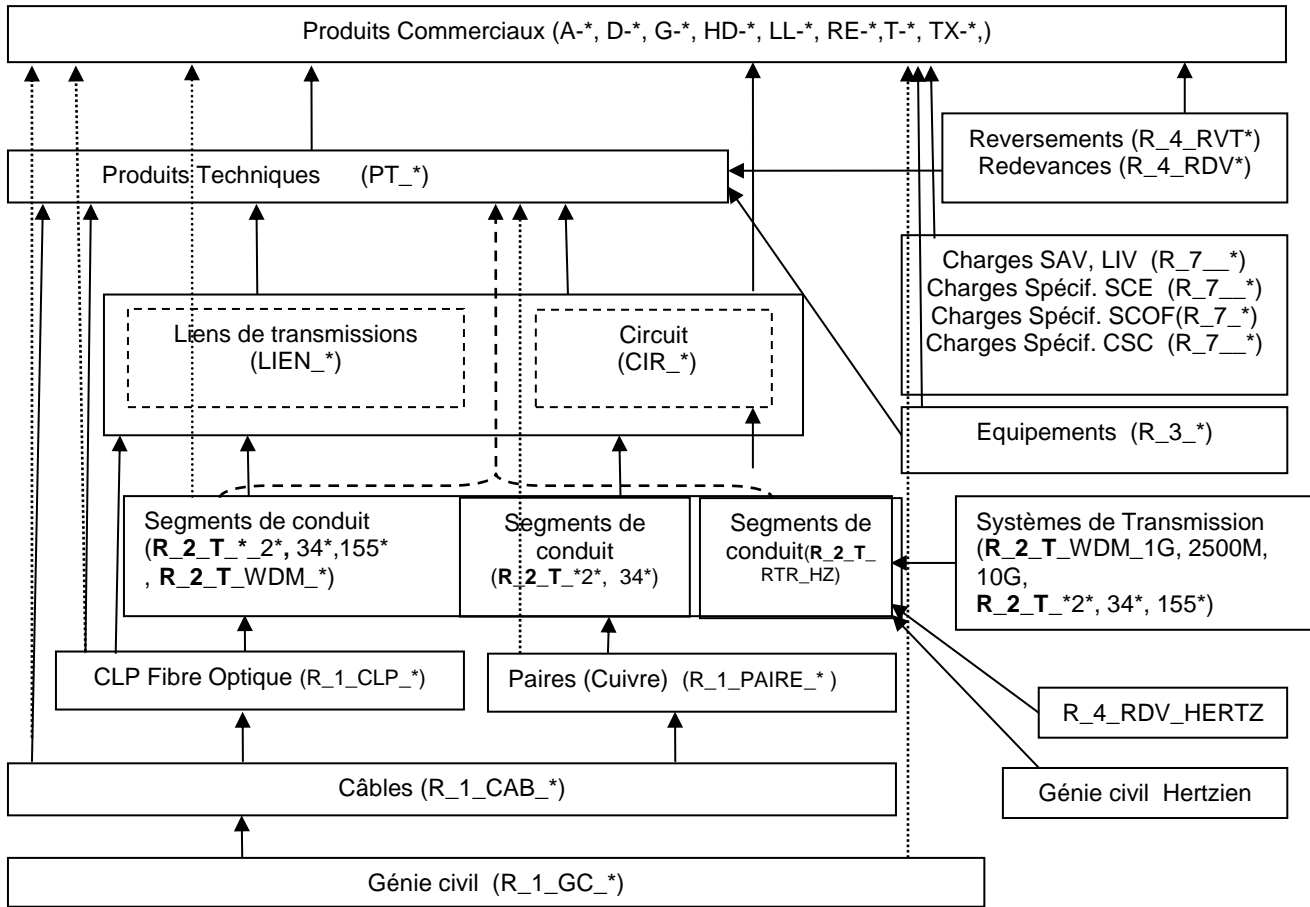 Produits Commerciaux (A-*, D-*, G-*, HD-*, LL-*, RE-*,T-*, TX-*,)
Reversements (R_4_RVT*)
Redevances (R_4_RDV*)
Produits Techniques (PT_*)
Charges SAV, LIV (R_7__*)
Charges Spécif. SCE (R_7__*)
Charges Spécif. SCOF(R_7_*)
Charges Spécif. CSC (R_7__*)
Liens de transmissions
(LIEN_*)
Circuit
(CIR_*)
Equipements (R_3_*)
Segments de conduit
(R_2_T_*_2*, 34*,155*
, R_2_T_WDM_*)
Segments de
conduit
(R_2_T_*2*, 34*)
Segments de
conduit(R_2_T_
RTR_HZ)
Systèmes de Transmission
(R_2_T_WDM_1G, 2500M,
10G,
R_2_T_*2*, 34*, 155*)
CLP Fibre Optique (R_1_CLP_*)
Paires (Cuivre) (R_1_PAIRE_* )
R_4_RDV_HERTZ
Câbles (R_1_CAB_*)
Génie civil Hertzien
Génie civil (R_1_GC_*)